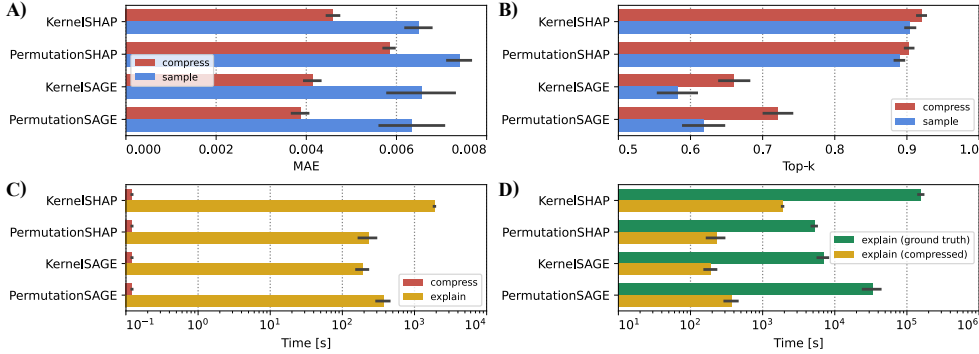 A)
KernelSHAP
PermutationSHAP
KernelSAGE
PermutationSAGE
compress
sample
0.000 0.002 0.004 0.006 0.008
MAE
B)
KernelSHAP
PermutationSHAP
KernelSAGE
PermutationSAGE
compress
sample
0.5 0.6 0.7 0.8 0.9 1.0
Top-k
C)
KernelSHAP
PermutationSHAP
KernelSAGE
PermutationSAGE
compress
explain
10⁻¹ 10⁰ 10¹ 10² 10³ 10⁴
Time [s]
D)
KernelSHAP
PermutationSHAP
KernelSAGE
PermutationSAGE
explain (ground truth)
explain (compressed)
10¹ 10² 10³ 10⁴ 10⁵ 10⁶
Time [s]